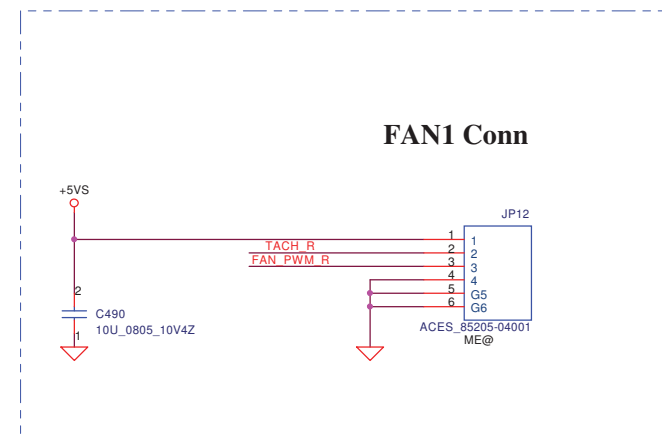 FAN1 Conn
+5VS
JP12
1
1
TACH_R
2
2
FAN_PWM_R
3
3
4
4
5
G5
6
G6
2
C490
10U_0805_10V4Z
1
ACES_85205-04001
ME@